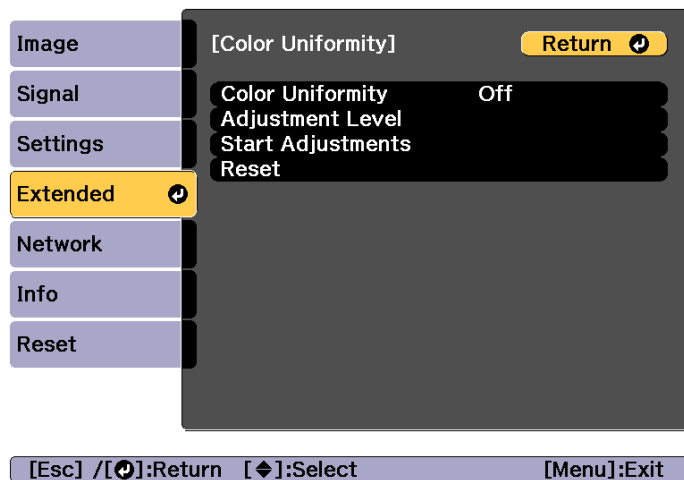 Image
Signal
Settings
Extended
Network
Info
Reset
[Color Uniformity]
Return
Color Uniformity Off
Adjustment Level
Start Adjustments
Reset
[Esc] /[ ]:Return [ ]:Select [Menu]:Exit